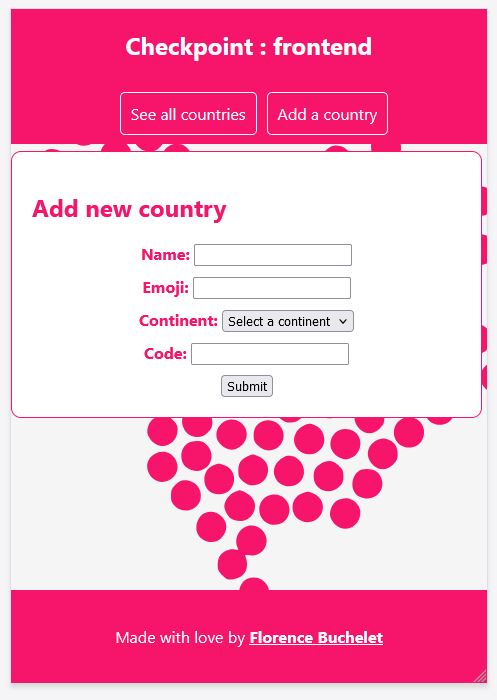 Checkpoint : frontend
See all countries Add a country
Add new country
Name:
Emoji:
Continent: Select a continent
Code:
Submit
Made with love by Florence Buchelet